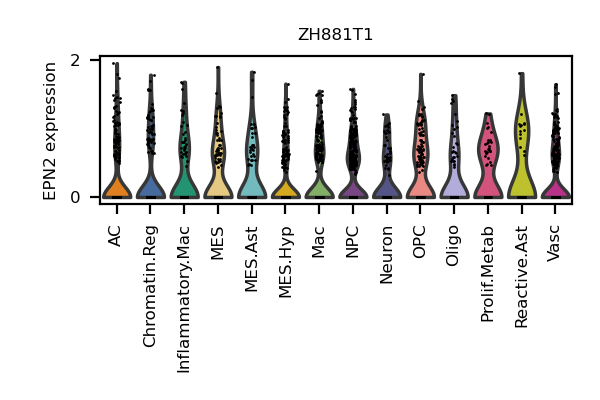 ZH881T1
EPN2 expression
2
0
AC
Chromatin.Reg
Inflammatory.Mac
MES
MES.Ast
MES.Hyp
Mac
NPC
Neuron
OPC
Oligo
Prolif.Metab
Reactive.Ast
Vasc